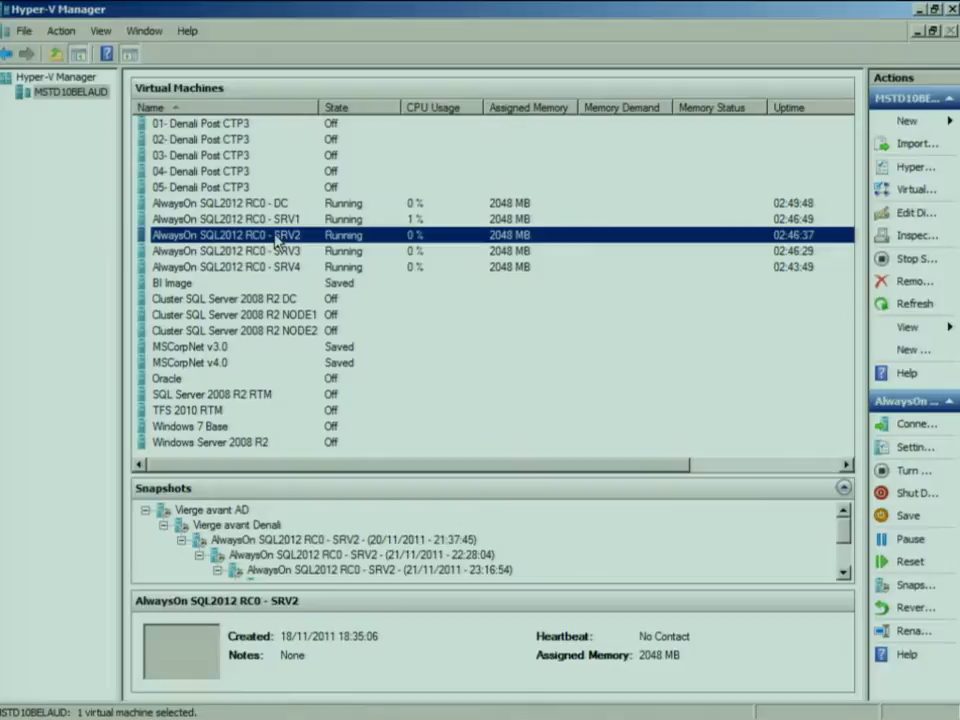 Hyper-V Manager
File Action View Window Help
Hyper-V Manager
MSTD10BELAUD
Virtual Machines
Name State CPU Usage Assigned Memory Memory Demand Memory Status Uptime
01- Denali Post CTP3 Off
02- Denali Post CTP3 Off
03- Denali Post CTP3 Off
04- Denali Post CTP3 Off
05- Denali Post CTP3 Off
AlwaysOn SQL2012 RC0 - DC Running 0 % 2048 MB 02:49:48
AlwaysOn SQL2012 RC0 - SRV1 Running 1 % 2048 MB 02:46:49
AlwaysOn SQL2012 RC0 - SRV2 Running 0 % 2048 MB 02:46:37
AlwaysOn SQL2012 RC0 - SRV3 Running 0 % 2048 MB 02:46:29
AlwaysOn SQL2012 RC0 - SRV4 Running 0 % 2048 MB 02:43:49
BI Image Saved
Cluster SQL Server 2008 R2 DC Off
Cluster SQL Server 2008 R2 NODE1 Off
Cluster SQL Server 2008 R2 NODE2 Off
MSCorpNet v3.0 Saved
MSCorpNet v4.0 Saved
Oracle Off
SQL Server 2008 R2 RTM Off
TFS 2010 RTM Off
Windows 7 Base Off
Windows Server 2008 R2 Off
Snapshots
Vierge avant AD
Vierge avant Denali
AlwaysOn SQL2012 RC0 - SRV2 - (20/11/2011 - 21:37:45)
AlwaysOn SQL2012 RC0 - SRV2 - (21/11/2011 - 22:28:04)
AlwaysOn SQL2012 RC0 - SRV2 - (21/11/2011 - 23:16:54)
AlwaysOn SQL2012 RC0 - SRV2
Created: 18/11/2011 18:35:06 Heartbeat: No Contact
Notes: None Assigned Memory: 2048 MB
Actions
MSTD10BE...
New
Import...
Hyper...
Virtual...
Edit Di...
Inspec...
Stop S...
Remo...
Refresh
View
New ...
Help
AlwaysOn ...
Conne...
Settin...
Turn ...
Shut D...
Save
Pause
Reset
Snaps...
Rever...
Rena...
Help
MSTD10BELAUD: 1 virtual machine selected.